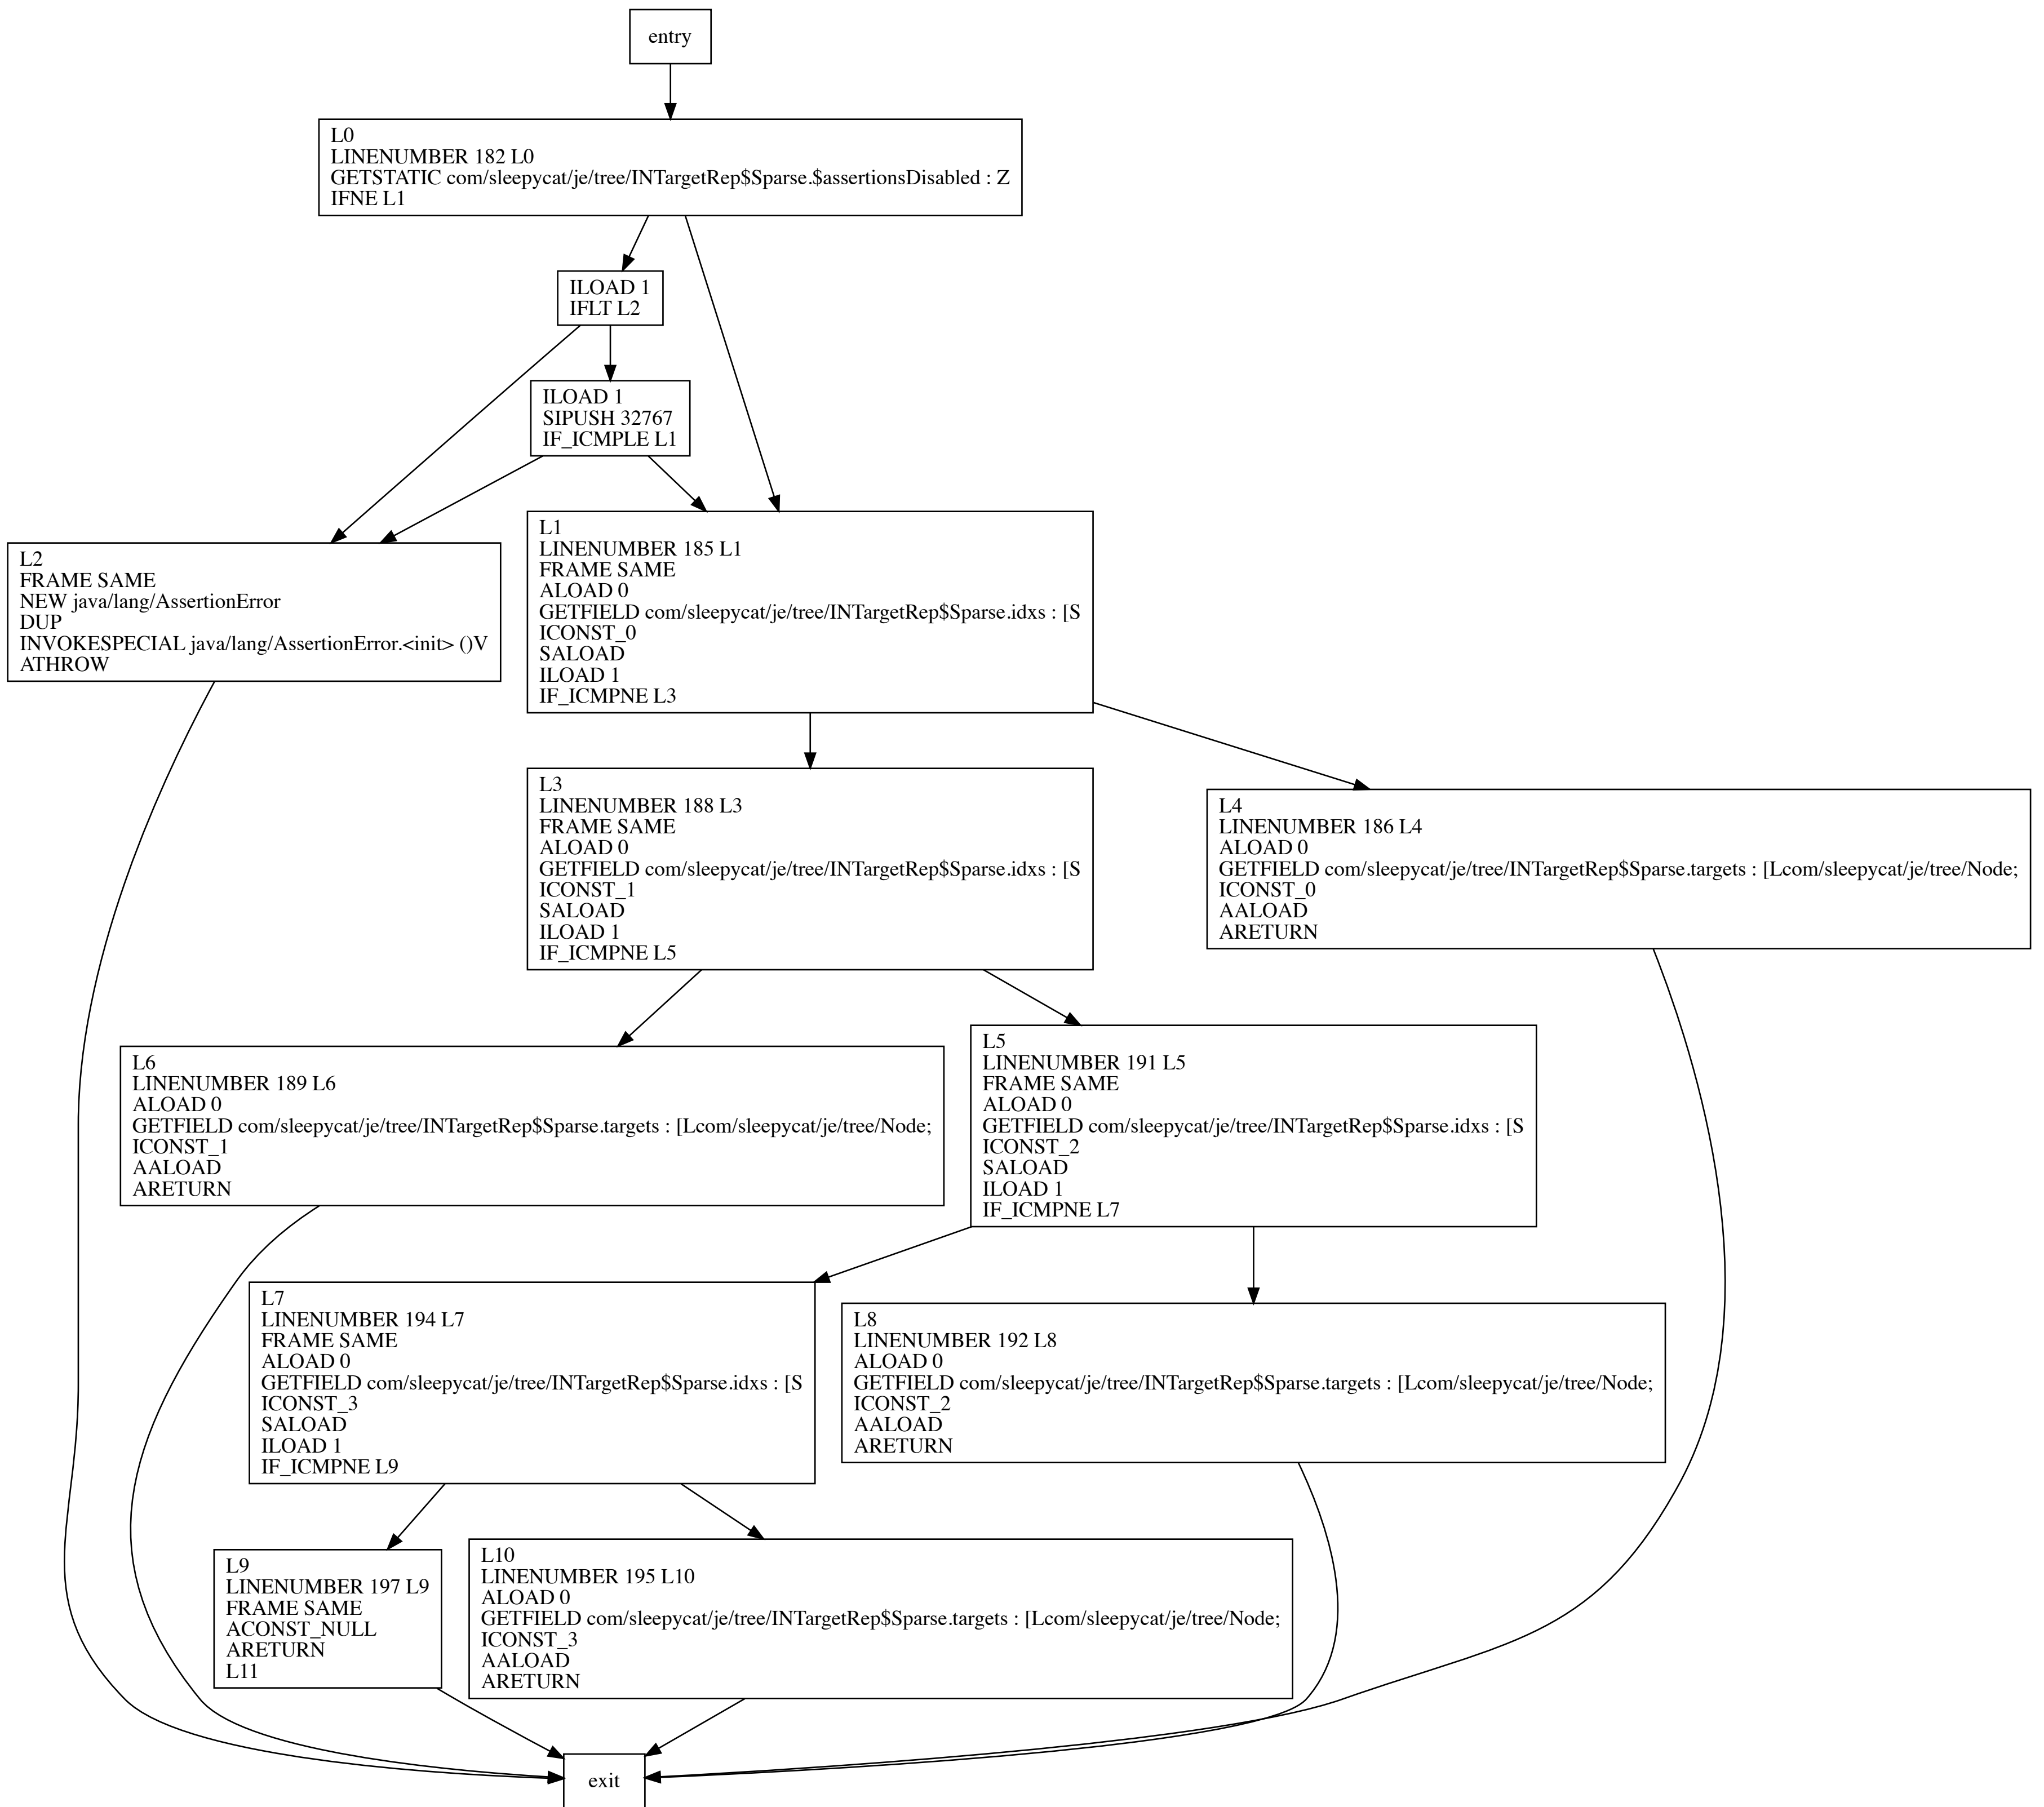 entry
L0
LINENUMBER 182 L0
GETSTATIC com/sleepycat/je/tree/INTargetRep$Sparse.$assertionsDisabled : Z
IFNE L1
ILOAD 1
IFLT L2
ILOAD 1
SIPUSH 32767
IF_ICMPLE L1
L2
FRAME SAME
NEW java/lang/AssertionError
DUP
INVOKESPECIAL java/lang/AssertionError.<init> ()V
ATHROW
L1
LINENUMBER 185 L1
FRAME SAME
ALOAD 0
GETFIELD com/sleepycat/je/tree/INTargetRep$Sparse.idxs : [S
ICONST_0
SALOAD
ILOAD 1
IF_ICMPNE L3
L3
LINENUMBER 188 L3
FRAME SAME
ALOAD 0
GETFIELD com/sleepycat/je/tree/INTargetRep$Sparse.idxs : [S
ICONST_1
SALOAD
ILOAD 1
IF_ICMPNE L5
L4
LINENUMBER 186 L4
ALOAD 0
GETFIELD com/sleepycat/je/tree/INTargetRep$Sparse.targets : [Lcom/sleepycat/je/tree/Node;
ICONST_0
AALOAD
ARETURN
L6
LINENUMBER 189 L6
ALOAD 0
GETFIELD com/sleepycat/je/tree/INTargetRep$Sparse.targets : [Lcom/sleepycat/je/tree/Node;
ICONST_1
AALOAD
ARETURN
L5
LINENUMBER 191 L5
FRAME SAME
ALOAD 0
GETFIELD com/sleepycat/je/tree/INTargetRep$Sparse.idxs : [S
ICONST_2
SALOAD
ILOAD 1
IF_ICMPNE L7
L7
LINENUMBER 194 L7
FRAME SAME
ALOAD 0
GETFIELD com/sleepycat/je/tree/INTargetRep$Sparse.idxs : [S
ICONST_3
SALOAD
ILOAD 1
IF_ICMPNE L9
L8
LINENUMBER 192 L8
ALOAD 0
GETFIELD com/sleepycat/je/tree/INTargetRep$Sparse.targets : [Lcom/sleepycat/je/tree/Node;
ICONST_2
AALOAD
ARETURN
L9
LINENUMBER 197 L9
FRAME SAME
ACONST_NULL
ARETURN
L11
L10
LINENUMBER 195 L10
ALOAD 0
GETFIELD com/sleepycat/je/tree/INTargetRep$Sparse.targets : [Lcom/sleepycat/je/tree/Node;
ICONST_3
AALOAD
ARETURN
exit